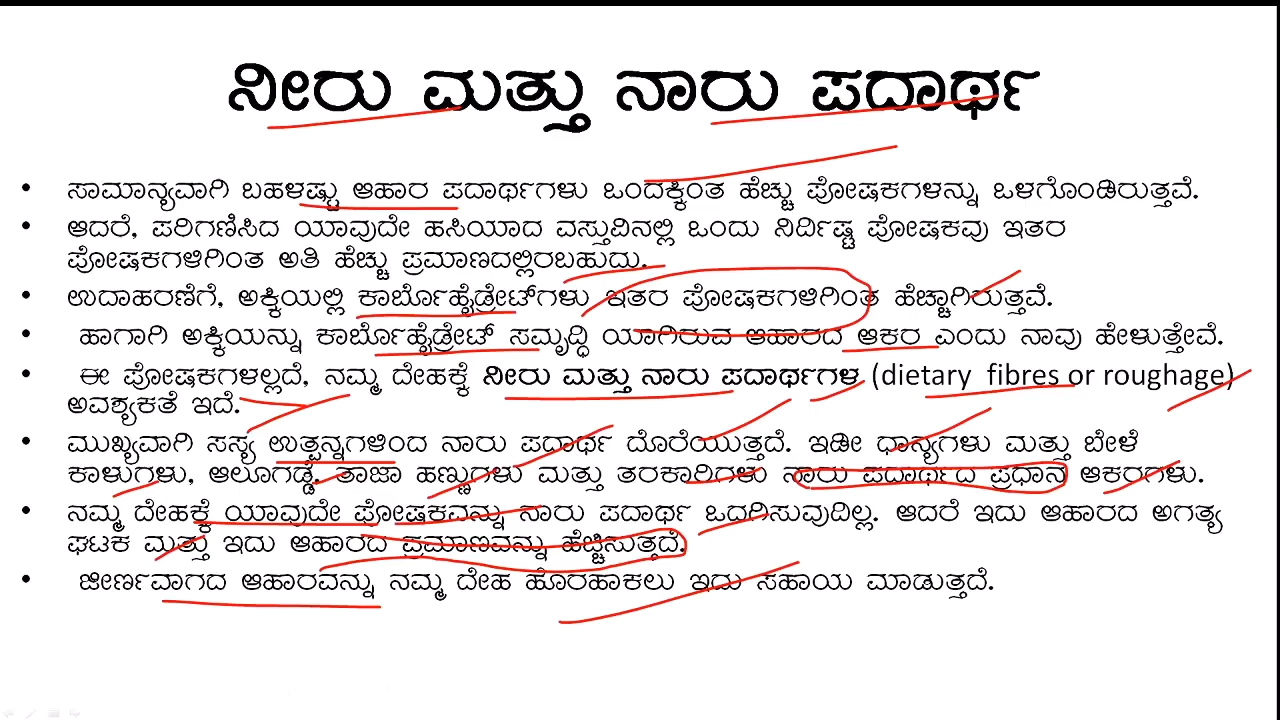 ನೀರು ಮತ್ತು ನಾರು ಪದಾರ್ಥ
• ಸಾಮಾನ್ಯವಾಗಿ ಬಹಳಷ್ಟು ಆಹಾರ ಪದಾರ್ಥಗಳು ಒಂದಕ್ಕಿಂತ ಹೆಚ್ಚು ಪೋಷಕಗಳನ್ನು ಒಳಗೊಂಡಿರುತ್ತವೆ.
• ಆದರೆ, ಪರಿಗಣಿಸಿದ ಯಾವುದೇ ಹಸಿಯಾದ ವಸ್ತುವಿನಲ್ಲಿ ಒಂದು ನಿರ್ದಿಷ್ಟ ಪೋಷಕವು ಇತರ
ಪೋಷಕಗಳಿಗಿಂತ ಅತಿ ಹೆಚ್ಚು ಪ್ರಮಾಣದಲ್ಲಿರಬಹುದು.
• ಉದಾಹರಣೆಗೆ, ಅಕ್ಕಿಯಲ್ಲಿ ಕಾರ್ಬೊಹೈಡ್ರೇಟ್‌ಗಳು ಇತರ ಪೋಷಕಗಳಿಗಿಂತ ಹೆಚ್ಚಾಗಿರುತ್ತವೆ.
• ಹಾಗಾಗಿ ಅಕ್ಕಿಯನ್ನು ಕಾರ್ಬೊಹೈಡ್ರೇಟ್ ಸಮೃದ್ಧಿ ಯಾಗಿರುವ ಆಹಾರದ ಆಕರ ಎಂದು ನಾವು ಹೇಳುತ್ತೇವೆ.
• ಈ ಪೋಷಕಗಳಲ್ಲದೆ, ನಮ್ಮ ದೇಹಕ್ಕೆ ನೀರು ಮತ್ತು ನಾರು ಪದಾರ್ಥಗಳ (dietary fibres or roughage)
ಅವಶ್ಯಕತೆ ಇದೆ.
• ಮುಖ್ಯವಾಗಿ ಸಸ್ಯ ಉತ್ಪನ್ನಗಳಿಂದ ನಾರು ಪದಾರ್ಥ ದೊರೆಯುತ್ತದೆ. ಇಡೀ ಧಾನ್ಯಗಳು ಮತ್ತು ಬೇಳೆ
ಕಾಳುಗಳು, ಆಲೂಗಡ್ಡೆ, ತಾಜಾ ಹಣ್ಣುಗಳು ಮತ್ತು ತರಕಾರಿಗಳು ನಾರು ಪದಾರ್ಥದ ಪ್ರಧಾನ ಆಕರಗಳು.
• ನಮ್ಮ ದೇಹಕ್ಕೆ ಯಾವುದೇ ಪೋಷಕವನ್ನು ನಾರು ಪದಾರ್ಥ ಒದಗಿಸುವುದಿಲ್ಲ. ಆದರೆ ಇದು ಆಹಾರದ ಅಗತ್ಯ
ಘಟಕ ಮತ್ತು ಇದು ಆಹಾರದ ಪ್ರಮಾಣವನ್ನು ಹೆಚ್ಚಿಸುತ್ತದೆ.
• ಜೀರ್ಣವಾಗದ ಆಹಾರವನ್ನು ನಮ್ಮ ದೇಹ ಹೊರಹಾಕಲು ಇದು ಸಹಾಯ ಮಾಡುತ್ತದೆ.